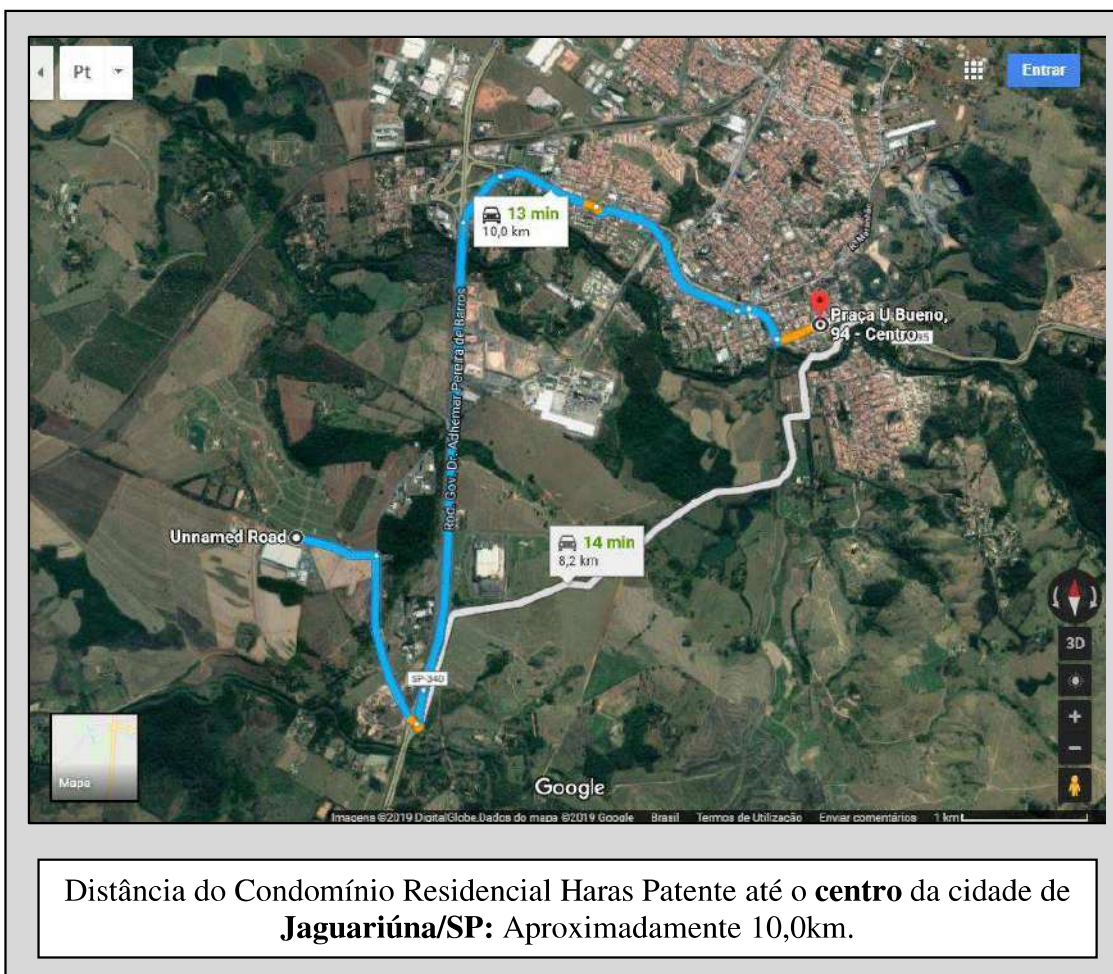 Pt
Entrar
13 min
10,0 km
Rod. Gov. Dr. Adhemar Pereira de Barros
Praça U Bueno,
94 - Centro
Unnamed Road
14 min
8,2 km
SP-340
3D
Mapa
Google
Imagens ©2019 DigitalGlobe,Dados do mapa ©2019 Google Brasil Termos de Utilização Enviar comentários 1 km
Distância do Condomínio Residencial Haras Patente até o centro da cidade de
Jaguariúna/SP: Aproximadamente 10,0km.